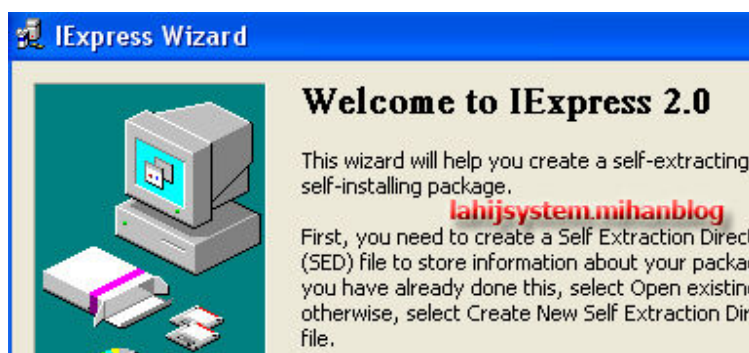 IExpress Wizard
Welcome to IExpress 2.0
This wizard will help you create a self-extracting
self-installing package.
lahijsystem.mihanblog
First, you need to create a Self Extraction Direct
(SED) file to store information about your packa
you have already done this, select Open existing
otherwise, select Create New Self Extraction Dir
file.